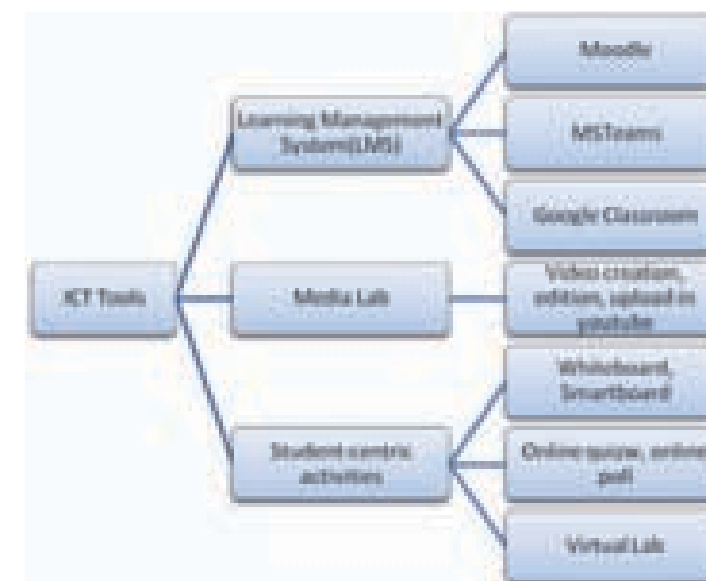 Moodle
Learning Management
System(LMS)
MSTeams
Google Classroom
ICT Tools
Media Lab
Video creation,
edition, upload in
youtube
Whiteboard,
Smartboard
Student centric
activities
Online quizw, online
poll
Virtual Lab